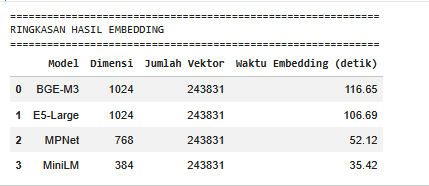 ======================================================
RINGKASAN HASIL EMBEDDING
======================================================
Model Dimensi Jumlah Vektor Waktu Embedding (detik)
0 BGE-M3 1024 243831 116.65
1 E5-Large 1024 243831 106.69
2 MPNet 768 243831 52.12
3 MiniLM 384 243831 35.42